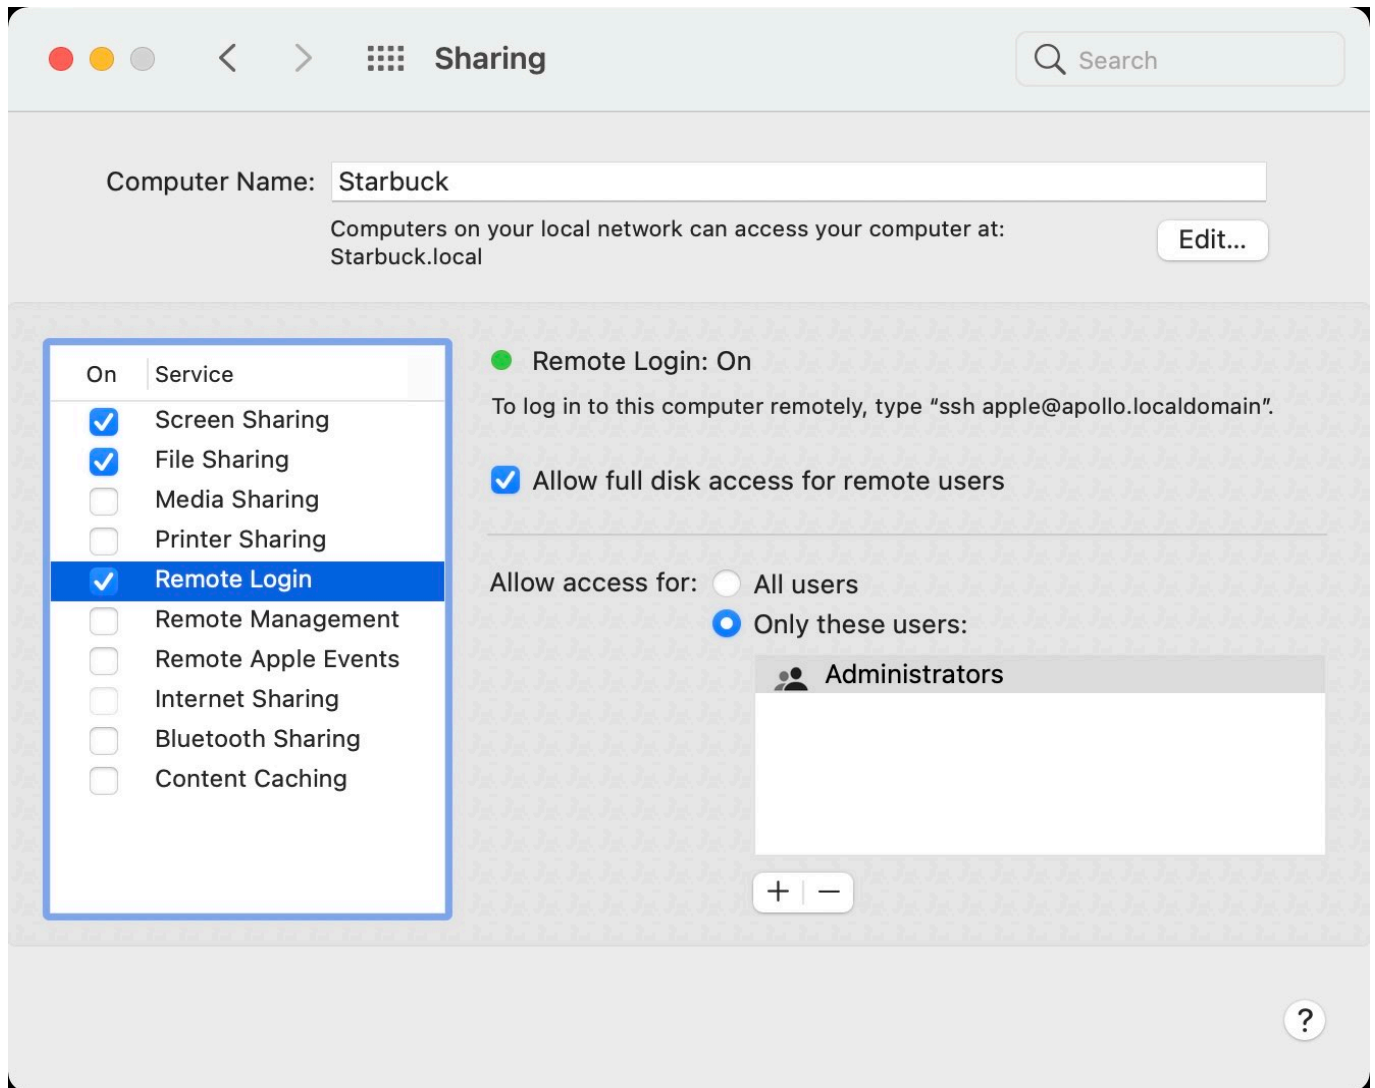 Sharing
Search
Computer Name: Starbuck
Computers on your local network can access your computer at:
Starbuck.local
Edit...
On Service
Screen Sharing
File Sharing
Media Sharing
Printer Sharing
Remote Login
Remote Management
Remote Apple Events
Internet Sharing
Bluetooth Sharing
Content Caching
Remote Login: On
To log in to this computer remotely, type “ssh apple@apollo.localdomain”.
Allow full disk access for remote users
Allow access for: All users
Only these users:
Administrators
+ −
?